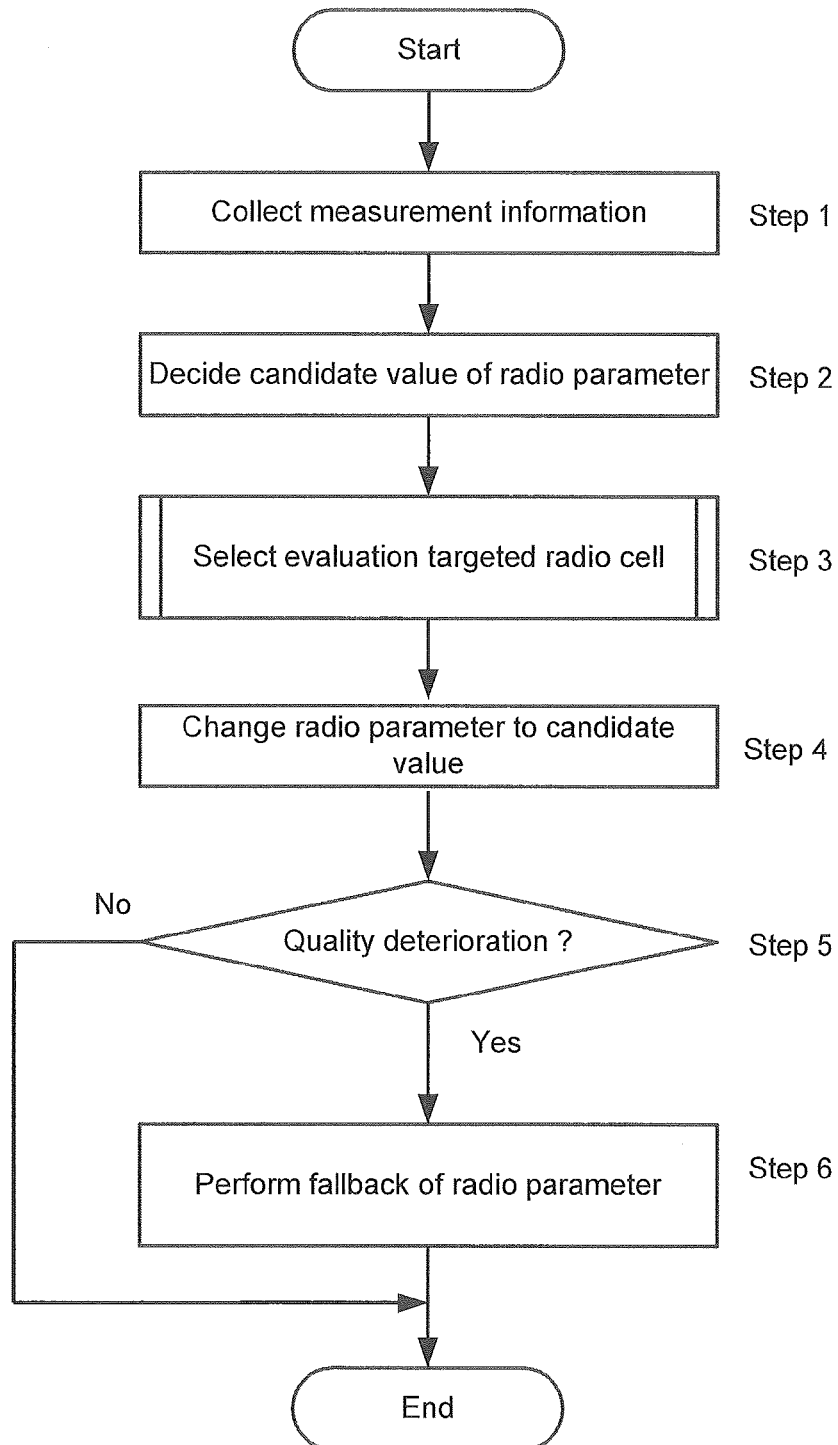 Start
Collect measurement information
Step 1
Decide candidate value of radio parameter
Step 2
Select evaluation targeted radio cell
Step 3
Change radio parameter to candidate
value
Step 4
No
Quality deterioration ?
Step 5
Yes
Perform fallback of radio parameter
Step 6
End